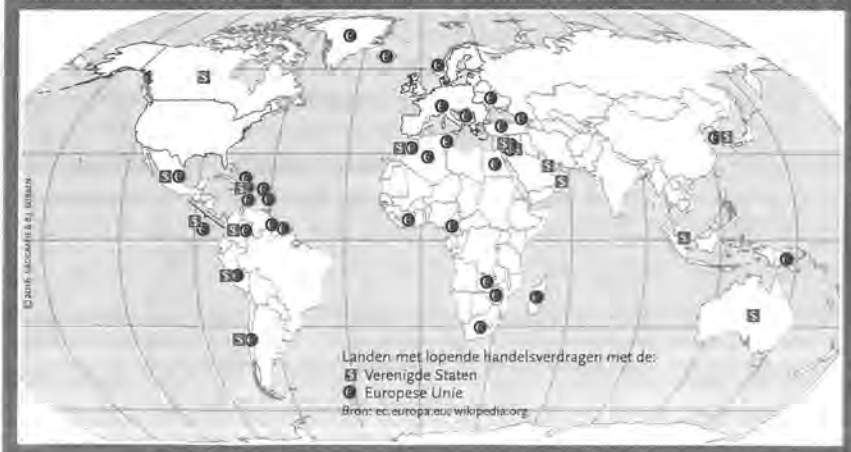 Landen met lopende handelsverdragen met de:
$ Verenigde Staten
€ Europese Unie
Bron: ec.europa.eu, wikipedia.org